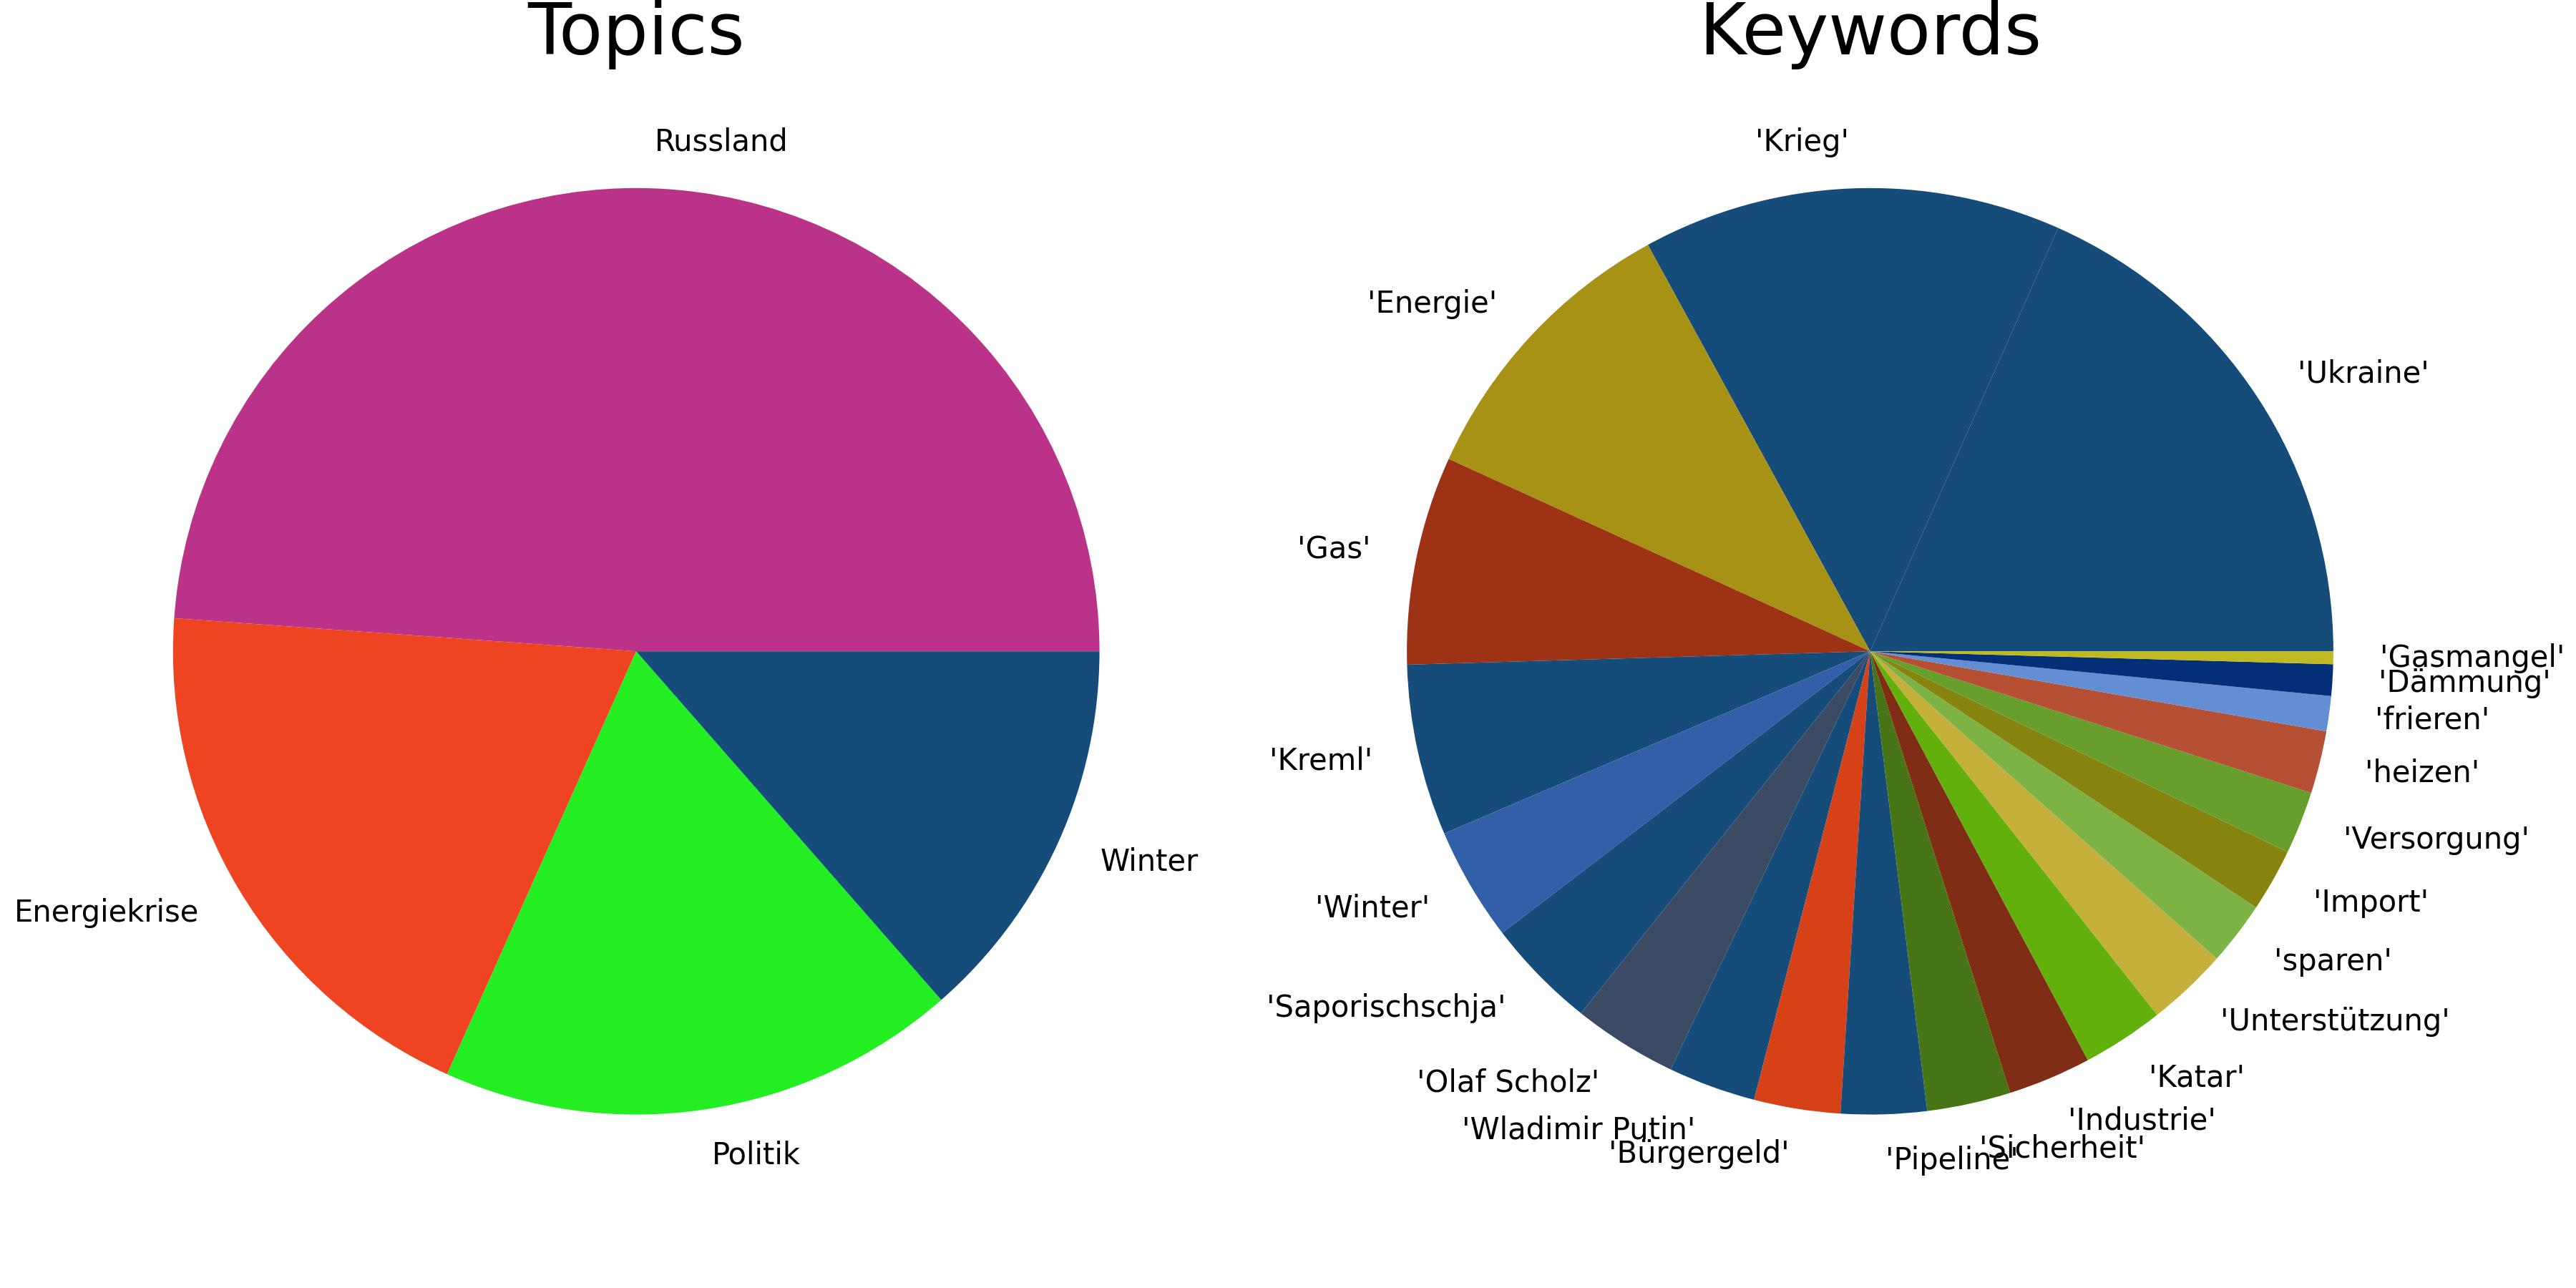 Topics
Russland
Energiekrise
Politik
Winter
Keywords
'Ukraine'
'Krieg'
'Energie'
'Gas'
'Kreml'
'Winter'
'Saporischschja'
'Olaf Scholz'
'Wladimir Putin'
'Bürgergeld'
'Pipeline'
'Sicherheit'
'Industrie'
'Katar'
'Unterstützung'
'sparen'
'Import'
'Versorgung'
'heizen'
'frieren'
'Dämmung'
'Gasmangel'